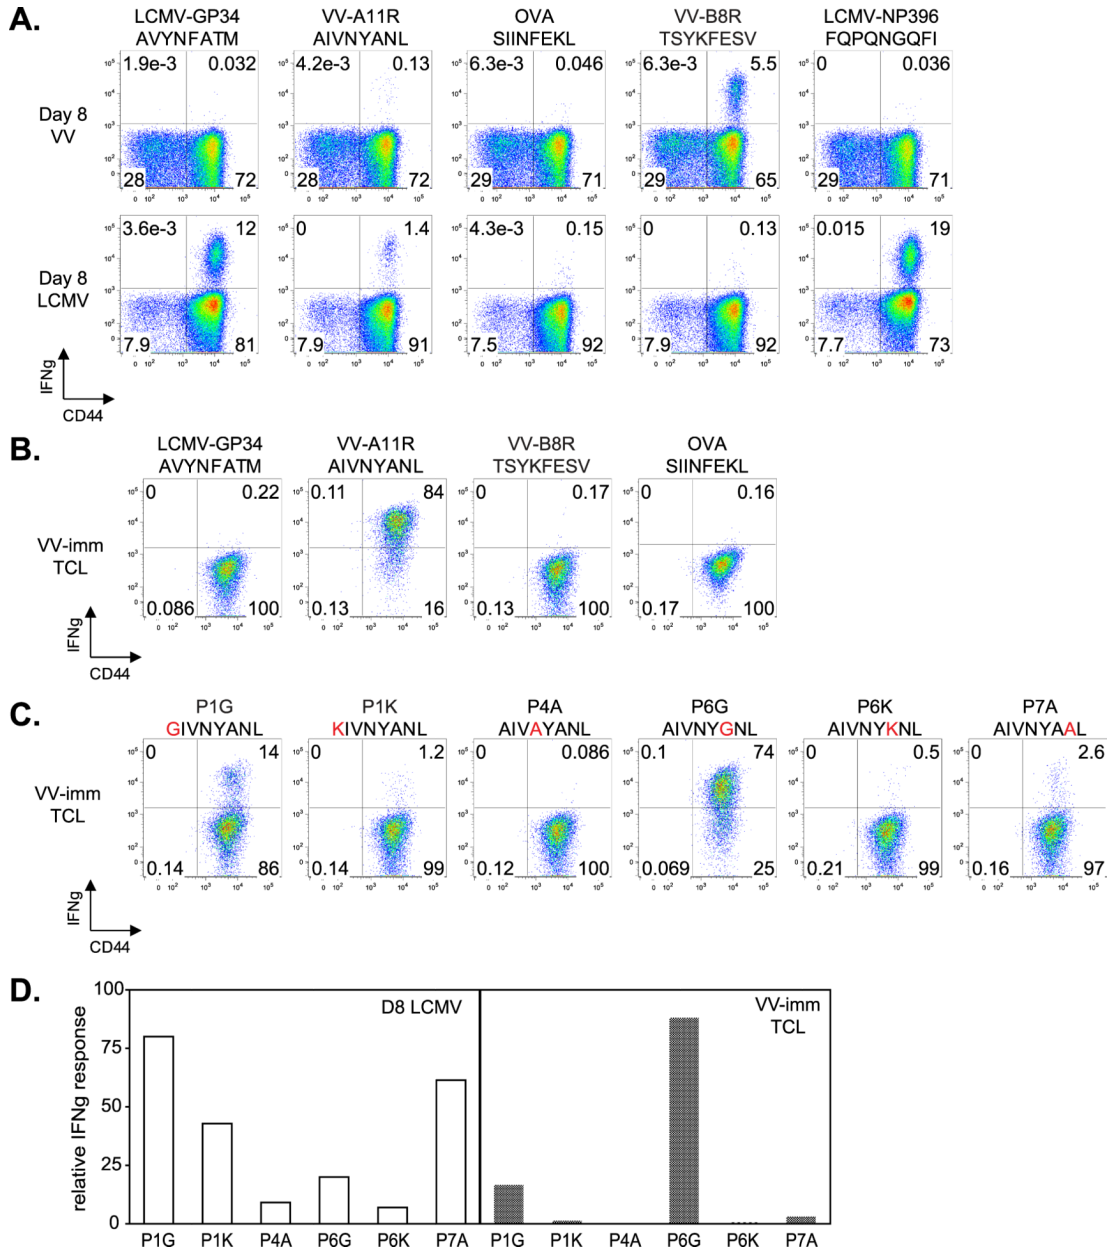 A.
LCMV-GP34 VV-A11R OVA VV-B8R LCMV-NP396
AVYNFATM AIVNYANL SIINFEKL TSYKFESV FQPQNGQFI
Day 8
VV
1.9e-3 0.032 4.2e-3 0.13 6.3e-3 0.046 6.3e-3 5.5 0 0.036
28 72 28 72 29 71 29 65 29 71
Day 8
LCMV
3.6e-3 12 0 1.4 4.3e-3 0.15 0 0.13 0.015 19
7.9 81 7.9 91 7.5 92 7.9 92 7.7 73
IFNg
CD44
B.
LCMV-GP34 VV-A11R VV-B8R OVA
AVYNFATM AIVNYANL TSYKFESV SIINFEKL
VV-imm
TCL
0 0.22 0.11 84 0 0.17 0 0.16
0.086 100 0.13 16 0.13 100 0.17 100
IFNg
CD44
C.
P1G P1K P4A P6G P6K P7A
GIVNYANL KIVNYANL AIVAYANL AIVNYGNL AIVNYKNL AIVNYAAL
VV-imm
TCL
0 14 0 1.2 0 0.086 0.1 74 0 0.5 0 2.6
0.14 86 0.14 99 0.12 100 0.069 25 0.21 99 0.16 97
IFNg
CD44
D.
relative IFNg response
100
75
50
25
0
D8 LCMV
VV-imm
TCL
P1G P1K P4A P6G P6K P7A P1G P1K P4A P6G P6K P7A